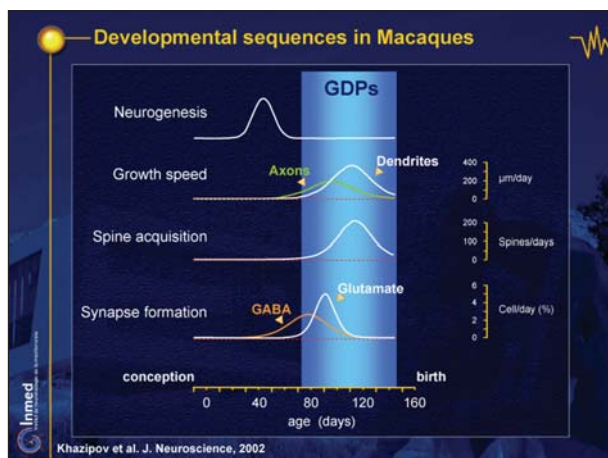 Developmental sequences in Macaques
GDPs
Neurogenesis
Growth speed
Axons
Dendrites
400
200
0
µm/day
Spine acquisition
200
100
0
Spines/days
Synapse formation
GABA
Glutamate
6
4
2
0
Cell/day (%)
conception
birth
0 40 80 120 160
age (days)
Inmed
Khazipov et al. J. Neuroscience, 2002